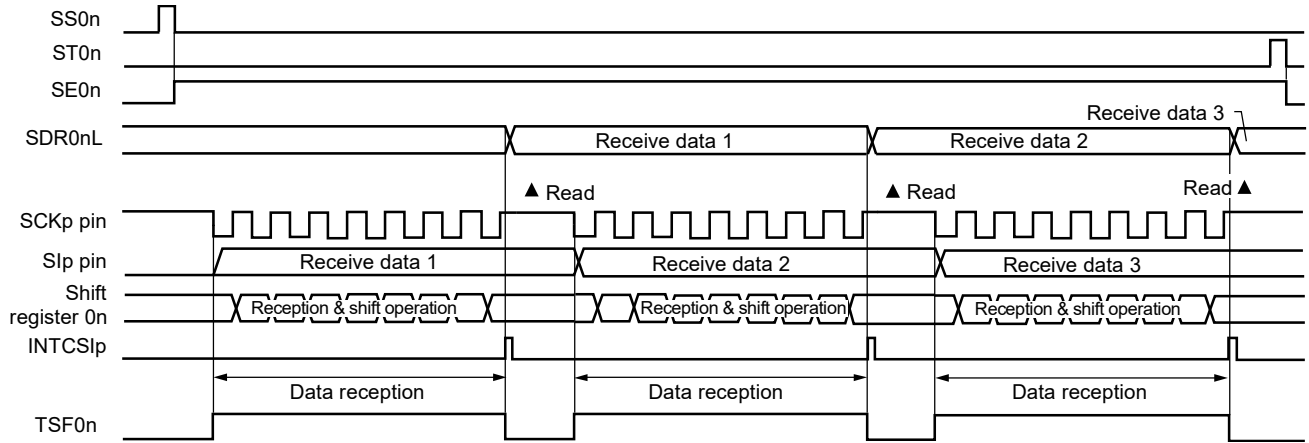 SS0n
ST0n
SE0n
Receive data 3
SDR0nL
Receive data 1
Receive data 2
▲ Read
▲ Read
Read ▲
SCKp pin
SIp pin
Receive data 1
Receive data 2
Receive data 3
Shift
register 0n
Reception & shift operation
Reception & shift operation
Reception & shift operation
INTCSIp
Data reception
Data reception
Data reception
TSF0n